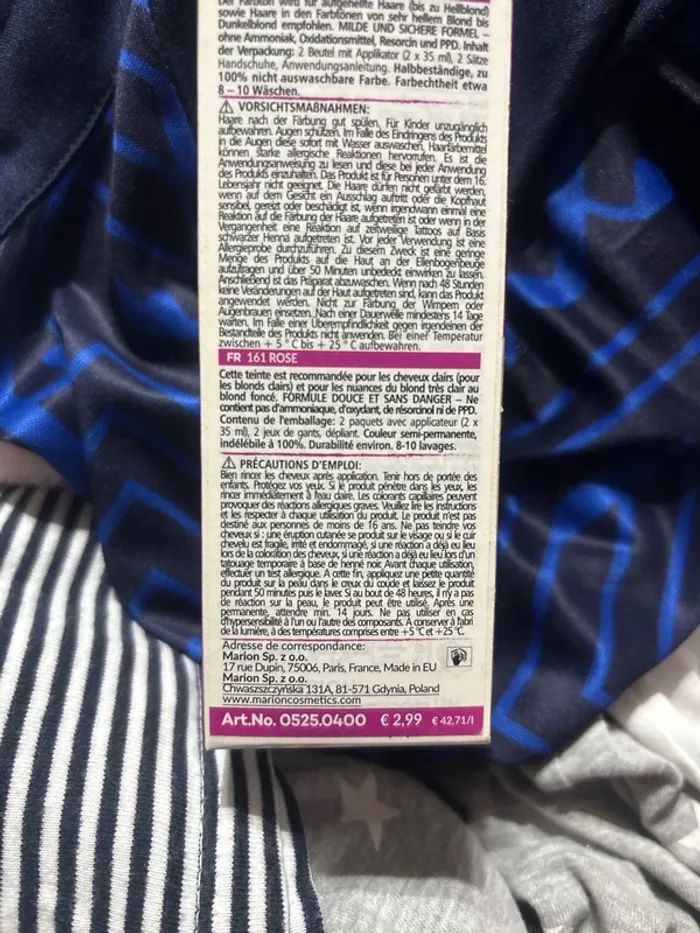 Der Farbton wird für aufgehellte Haare (bis zu Hellblond)
sowie Haare in den Farbtönen von sehr hellem Blond bis
Dunkelblond empfohlen. MILDE UND SICHERE FORMEL –
ohne Ammoniak, Oxidationsmittel, Resorcin und PPD. Inhalt
der Verpackung: 2 Beutel mit Applikator (2 x 35 ml), 2 Sätze
Handschuhe, Anwendungsanleitung. Halbbeständige, zu
100% nicht auswaschbare Farbe. Farbechtheit etwa
8 – 10 Wäschen.
⚠ VORSICHTSMAßNAHMEN:
Haare nach der Färbung gut spülen. Für Kinder unzugänglich
aufbewahren. Augen schützen. Im Falle des Eindringens des Produkts
in die Augen diese sofort mit Wasser auswaschen, Haarfärbemittel
können starke allergische Reaktionen hervorrufen. Es ist die
Anwendungsanweisung zu lesen und diese bei jeder Anwendung
des Produkts einzuhalten. Das Produkt ist für Personen unter dem 16.
Lebensjahr nicht geeignet. Die Haare dürfen nicht gefärbt werden,
wenn auf dem Gesicht ein Ausschlag auftritt oder die Kopfhaut
sensibel, gereizt oder beschädigt ist, wenn irgendwann einmal eine
Reaktion auf die Färbung der Haare aufgetreten ist oder wenn in der
Vergangenheit eine Reaktion auf zeitweilige Tattoos auf Basis
schwarzer Henna aufgetreten ist. Vor jeder Verwendung ist eine
Allergieprobe durchzuführen. Zu diesem Zweck ist eine geringe
Menge des Produkts auf die Haut an der Ellenbogenbeuge
aufzutragen und über 50 Minuten unbedeckt einwirken zu lassen.
Anschließend ist das Präparat abzuwaschen. Wenn nach 48 Stunden
keine Veränderungen auf der Haut aufgetreten sind, kann das Produkt
angewendet werden. Nicht zur Färbung der Wimpern oder
Augenbrauen einsetzen. Nach einer Dauerwelle mindestens 14 Tage
warten. Im Falle einer Überempfindlichkeit gegen irgendeinen der
Bestandteile des Produkts nicht anwenden. Bei einer Temperatur
zwischen + 5 °C bis + 25 °C aufbewahren.
FR 161 ROSE
Cette teinte est recommandée pour les cheveux clairs (pour
les blonds clairs) et pour les nuances du blond très clair au
blond foncé. FORMULE DOUCE ET SANS DANGER – Ne
contient pas d'ammoniaque, d'oxydant, de résorcinol ni de PPD.
Contenu de l'emballage: 2 paquets avec applicateur (2 x
35 ml), 2 jeux de gants, dépliant. Couleur semi-permanente,
indélébile à 100%. Durabilité environ. 8-10 lavages.
⚠ PRÉCAUTIONS D'EMPLOI:
Bien rincer les cheveux après application. Tenir hors de portée des
enfants. Protégez vos yeux. Si le produit pénètre dans les yeux, les
rincer immédiatement à l'eau claire. Les colorants capillaires peuvent
provoquer des réactions allergiques graves. Veuillez lire les instructions
et les respecter à chaque utilisation du produit. Le produit n'est pas
destiné aux personnes de moins de 16 ans. Ne pas teindre vos
cheveux si : une éruption cutanée se produit sur le visage ou si le cuir
chevelu est fragile, irrité et endommagé, si une réaction a déjà eu lieu
lors de la coloration des cheveux, si une réaction a déjà eu lieu lors d'un
tatouage temporaire à base de henné noir. Avant chaque utilisation,
effectuer un test allergique. A cette fin, appliquez une petite quantité
du produit sur la peau dans le creux du coude et laissez le produit
pendant 50 minutes puis le laver. Si au bout de 48 heures, il n'y a pas
de réaction sur la peau, le produit peut être utilisé. Après une
permanente, attendre min. 14 jours. Ne pas utiliser en cas
d'hypersensibilité à l'un ou l'autre des composants. A conserver à l'abri
de la lumière, à des températures comprises entre +5 °C et +25 °C.
Adresse de correspondance:
Marion Sp. z o.o.
17 rue Dupin, 75006, Paris, France, Made in EU
Marion Sp. z o.o.
Chwaszczyńska 131A, 81-571 Gdynia, Poland
www.marioncosmetics.com
Art.No. 0525.0400 € 2,99 € 42,71/l